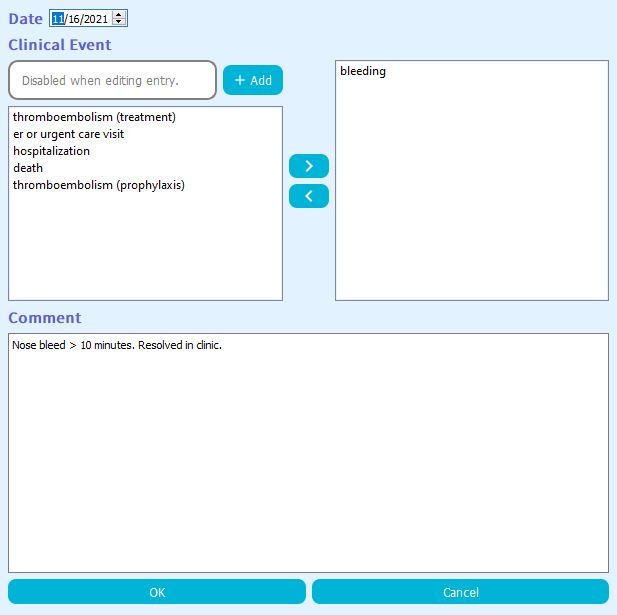 Date 11/16/2021
Clinical Event
Disabled when editing entry.
+ Add
thromboembolism (treatment)
er or urgent care visit
hospitalization
death
thromboembolism (prophylaxis)
>
<
bleeding
Comment
Nose bleed > 10 minutes. Resolved in clinic.
OK
Cancel